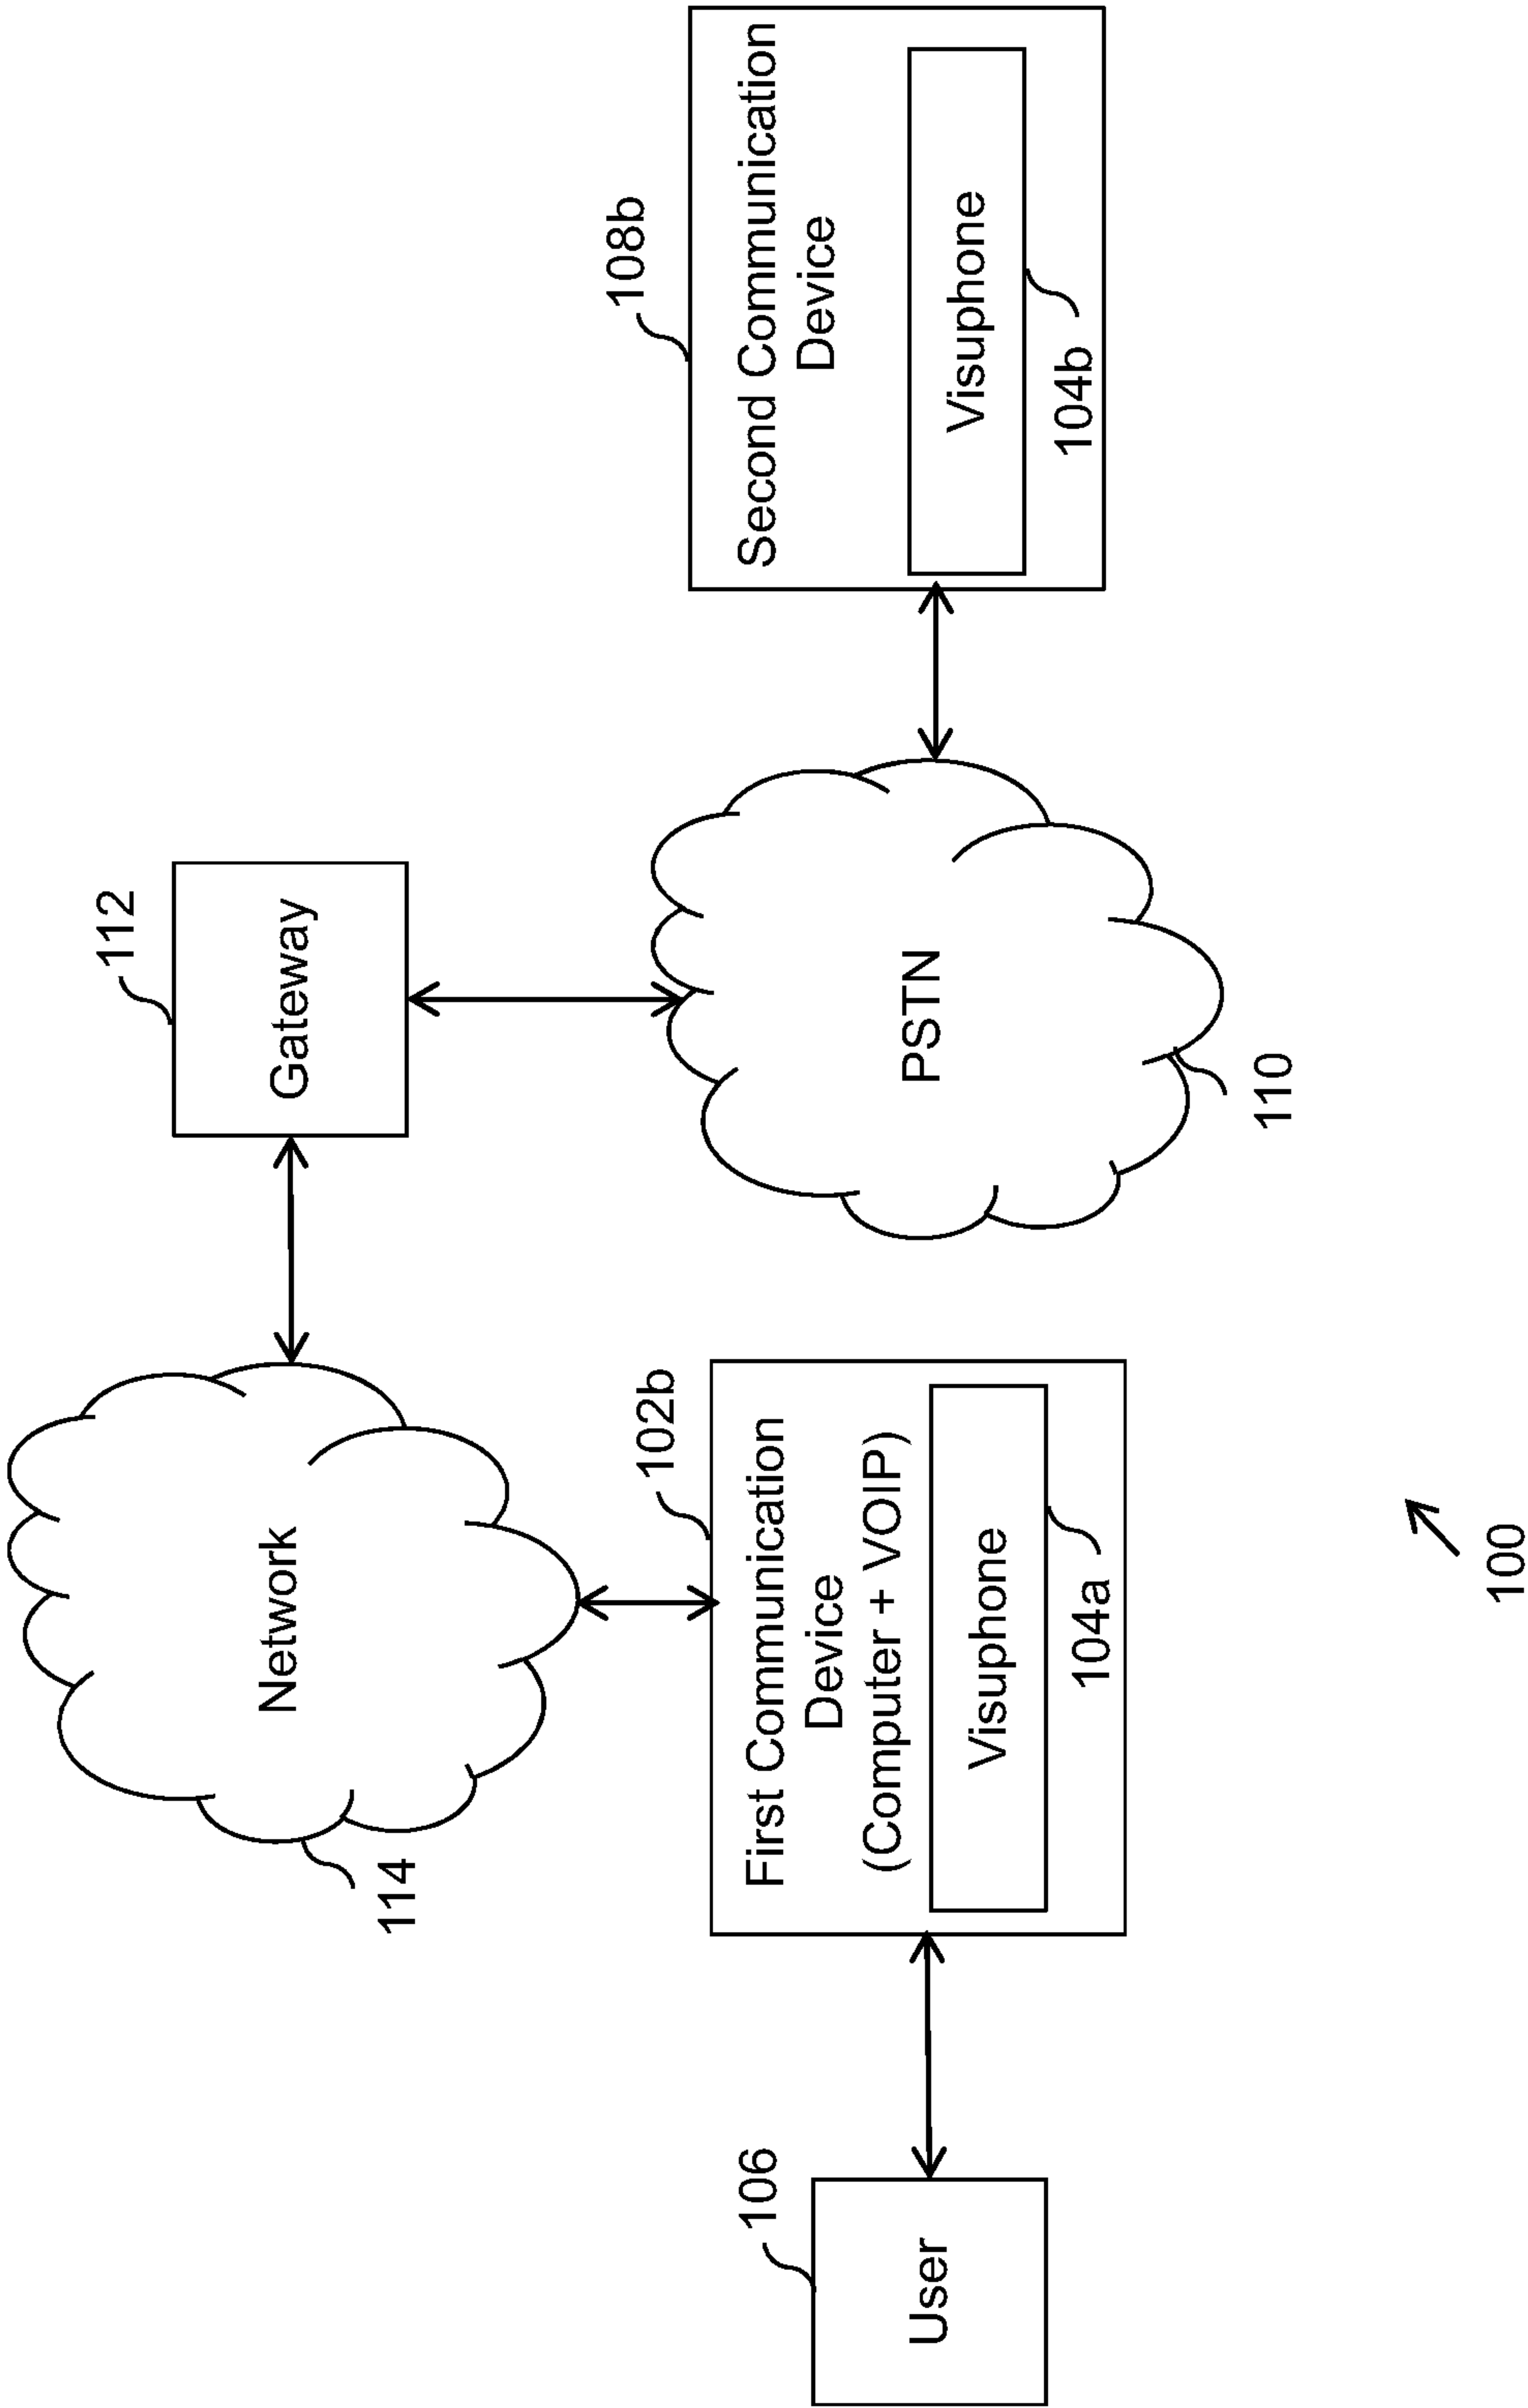 112
Gateway
Network
114
108b
Second Communication
Device
Visuphone
104b
PSTN
110
102b
First Communication
Device
(Computer + VOIP)
Visuphone
104a
106
User
100